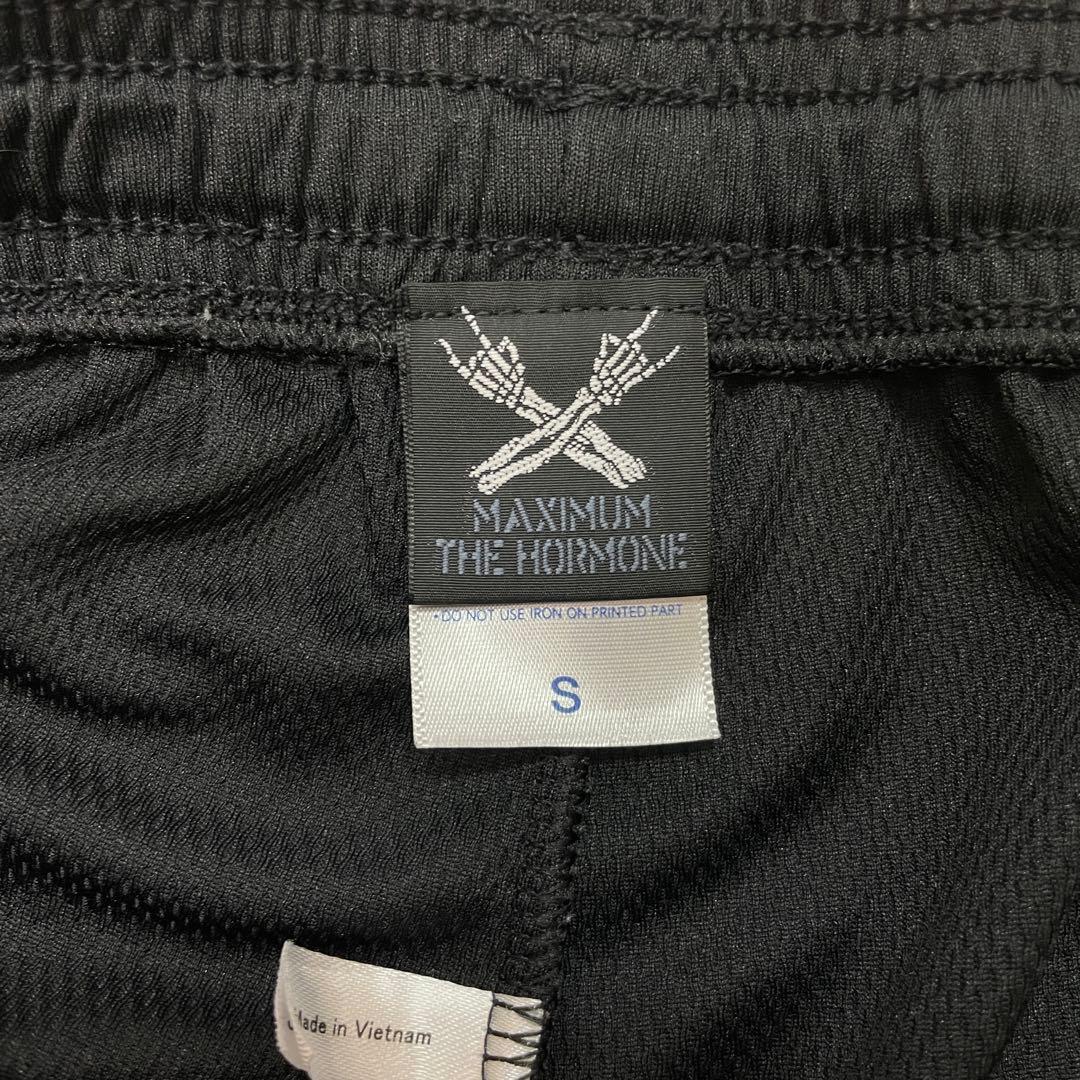 MAXIMUM
THE HORMONE
• DO NOT USE IRON ON PRINTED PART
S
Made in Vietnam